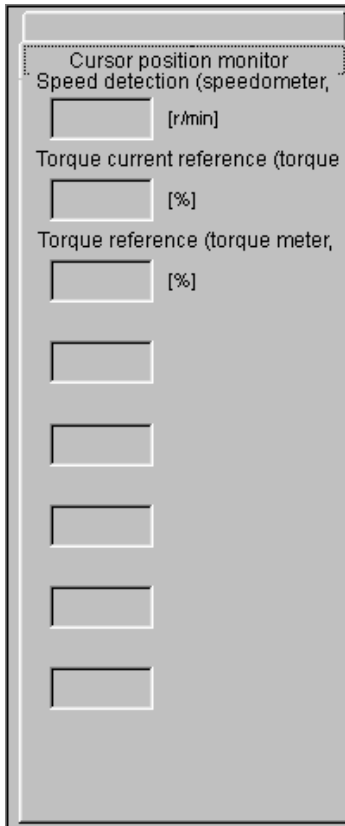 Cursor position monitor
Speed detection (speedometer,
[r/min]
Torque current reference (torque
[%]
Torque reference (torque meter,
[%]